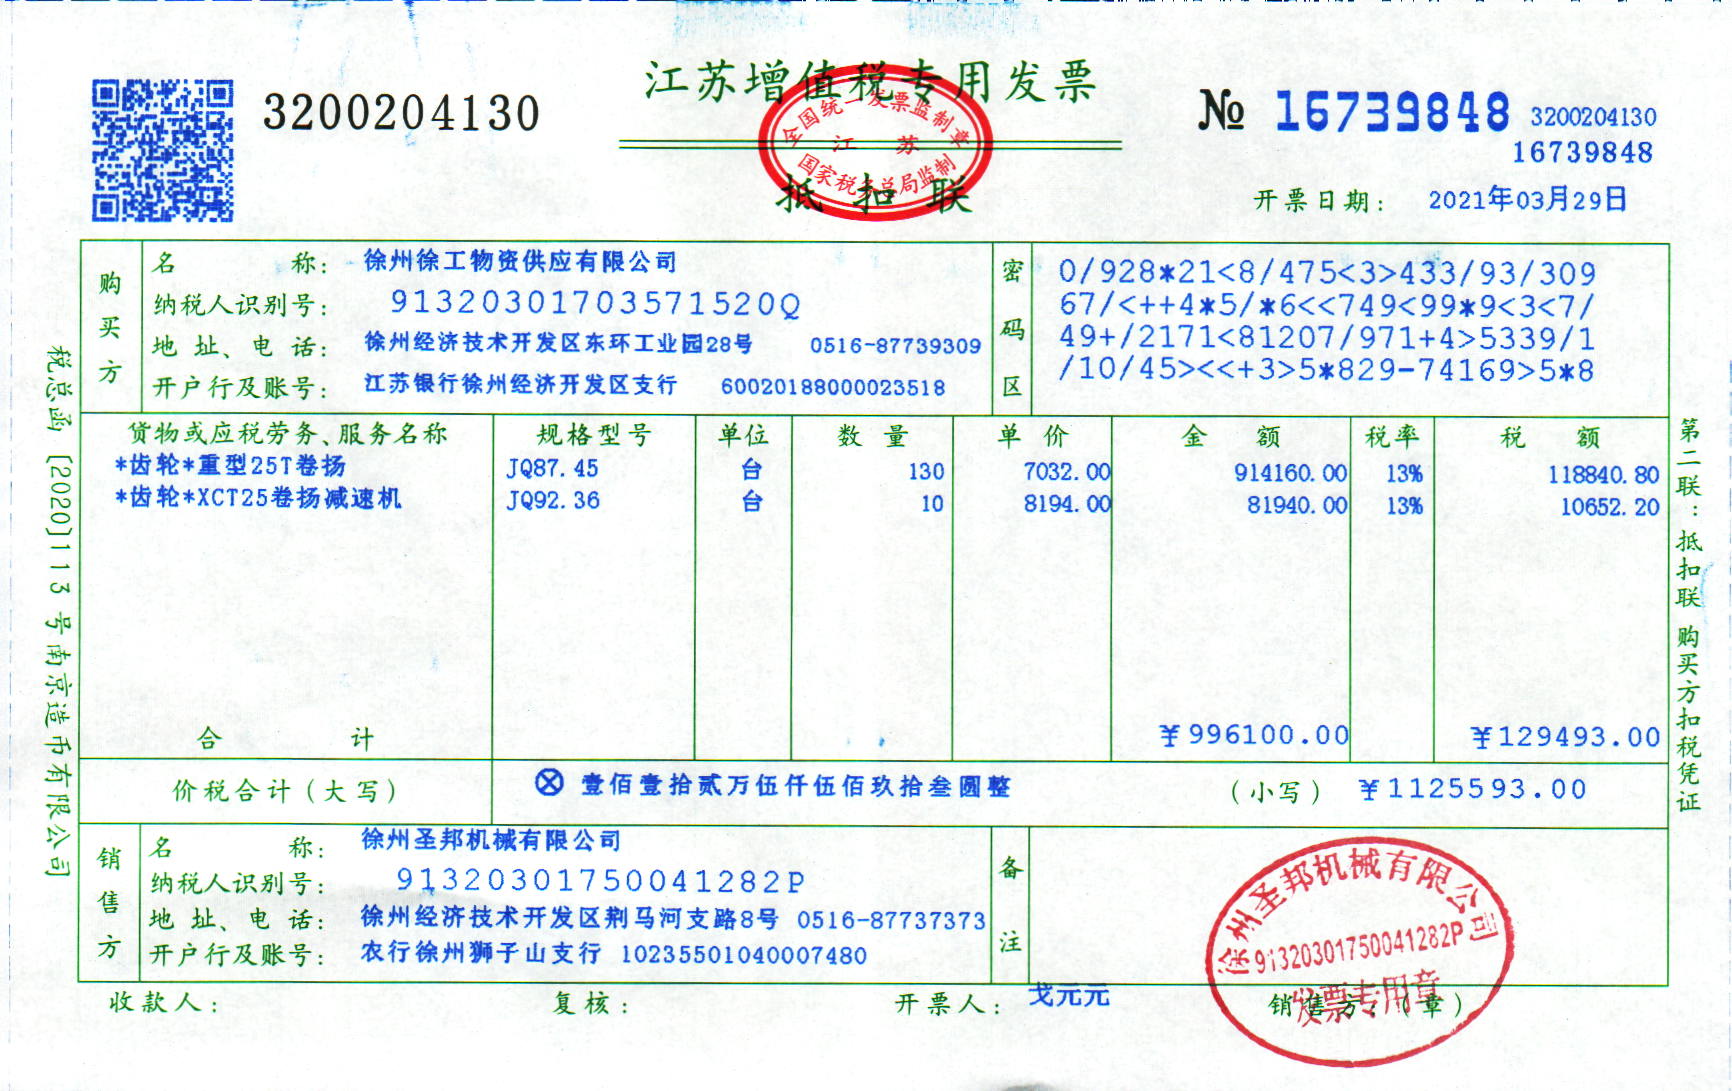 3200204130
江苏增值税专用发票
全国统一发票监制章
江 苏
国家税务总局监制
抵扣联
№ 16739848 3200204130
16739848
开票日期: 2021年03月29日
购买方
名 称: 徐州徐工物资供应有限公司
纳税人识别号: 91320301703571520Q
地 址、电 话: 徐州经济技术开发区东环工业园28号 0516-87739309
开户行及账号: 江苏银行徐州经济开发区支行 60020188000023518
密码区
0/928*21<8/475<3>433/93/309
67/<++4*5/*6<<749<99*9<3<7/
49+/2171<81207/971+4>5339/1
/10/45><<+3>5*829-74169>5*8
货物或应税劳务、服务名称 规格型号 单位 数 量 单 价 金 额 税率 税 额
*齿轮*重型25T卷扬 JQ87.45 台 130 7032.00 914160.00 13% 118840.80
*齿轮*XCT25卷扬减速机 JQ92.36 台 10 8194.00 81940.00 13% 10652.20
合 计 ¥996100.00 ¥129493.00
价税合计(大写) ⊗ 壹佰壹拾贰万伍仟伍佰玖拾叁圆整 (小写) ¥1125593.00
销售方
名 称: 徐州圣邦机械有限公司
纳税人识别号: 91320301750041282P
地 址、电 话: 徐州经济技术开发区荆马河支路8号 0516-87737373
开户行及账号: 农行徐州狮子山支行 10235501040007480
备注
收款人: 复核: 开票人: 戈元元 销售方:(章)
徐州圣邦机械有限公司
91320301750041282P
发票专用章
税总函[2020]113号南京造币有限公司
第二联:抵扣联 购买方扣税凭证